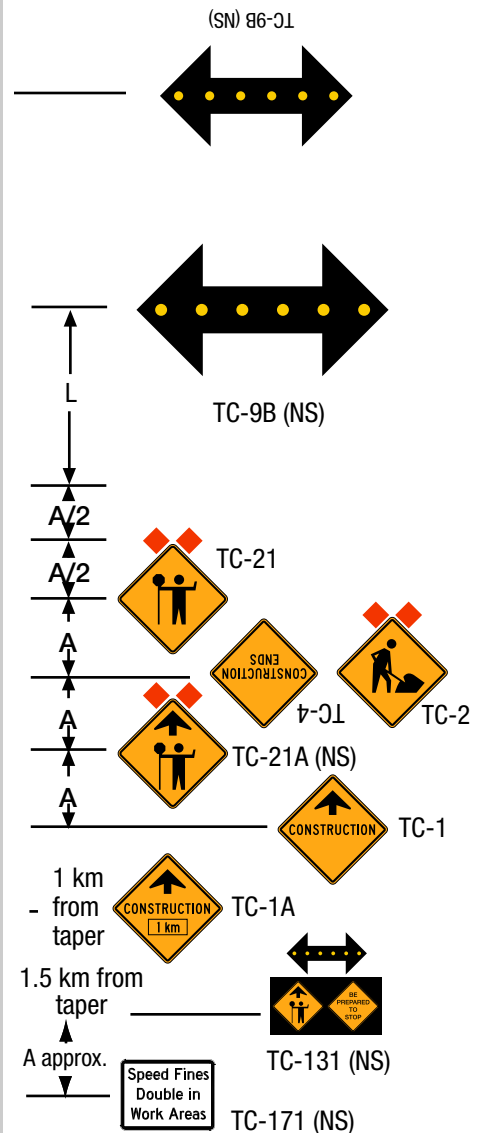 TC-9B (NS)
TC-9B (NS)
L
A/2
A/2
TC-21
A
CONSTRUCTION
ENDS
TC-4
TC-2
A
TC-21A (NS)
A
CONSTRUCTION
TC-1
1 km
from
taper
CONSTRUCTION
1 km
TC-1A
1.5 km from
taper
BE
PREPARED
TO
STOP
A approx.
TC-131 (NS)
Speed Fines
Double in
Work Areas
TC-171 (NS)